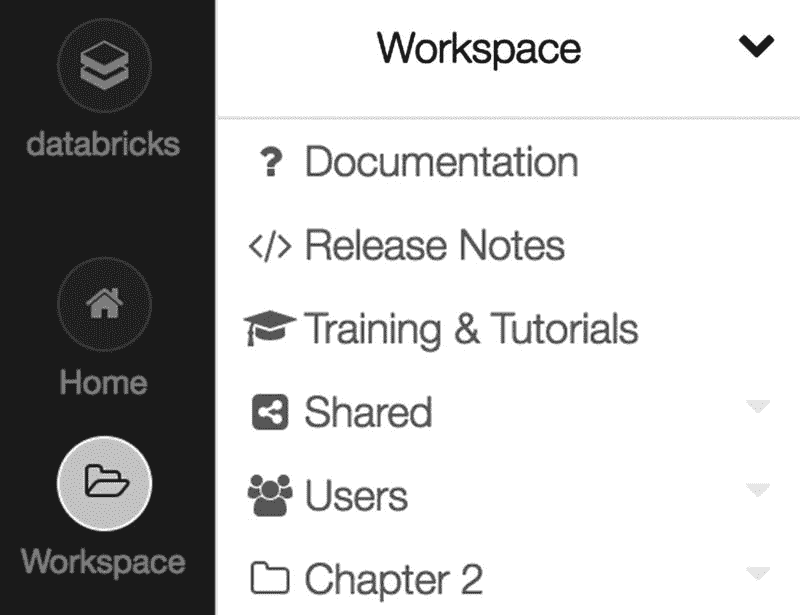 databricks
Home
Workspace
Workspace
? Documentation
</> Release Notes
Training & Tutorials
Shared
Users
Chapter 2